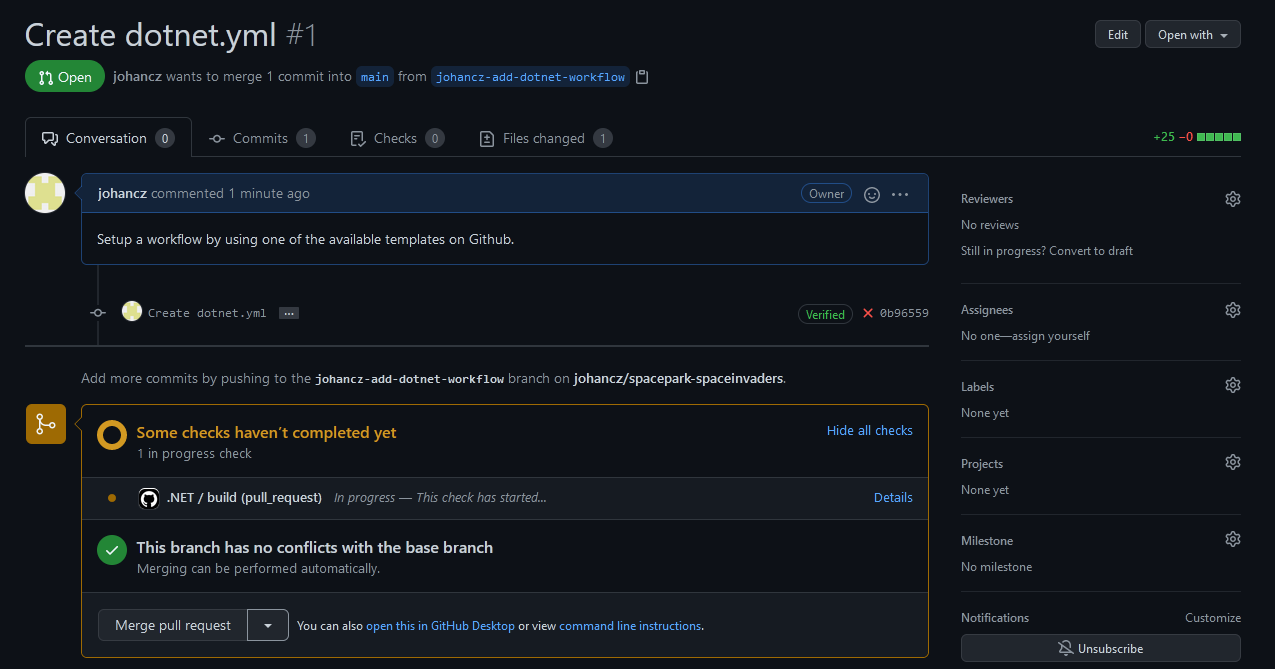 Create dotnet.yml #1
Edit
Open with
Open
johancz wants to merge 1 commit into main from johancz-add-dotnet-workflow
Conversation 0
Commits 1
Checks 0
Files changed 1
+25 −0
johancz commented 1 minute ago
Owner
Setup a workflow by using one of the available templates on Github.
Create dotnet.yml ...
Verified
0b96559
Add more commits by pushing to the johancz-add-dotnet-workflow branch on johancz/spacepark-spaceinvaders.
Some checks haven't completed yet
Hide all checks
1 in progress check
.NET / build (pull_request) In progress — This check has started...
Details
This branch has no conflicts with the base branch
Merging can be performed automatically.
Merge pull request
You can also open this in GitHub Desktop or view command line instructions.
Reviewers
No reviews
Still in progress? Convert to draft
Assignees
No one—assign yourself
Labels
None yet
Projects
None yet
Milestone
No milestone
Notifications
Customize
Unsubscribe